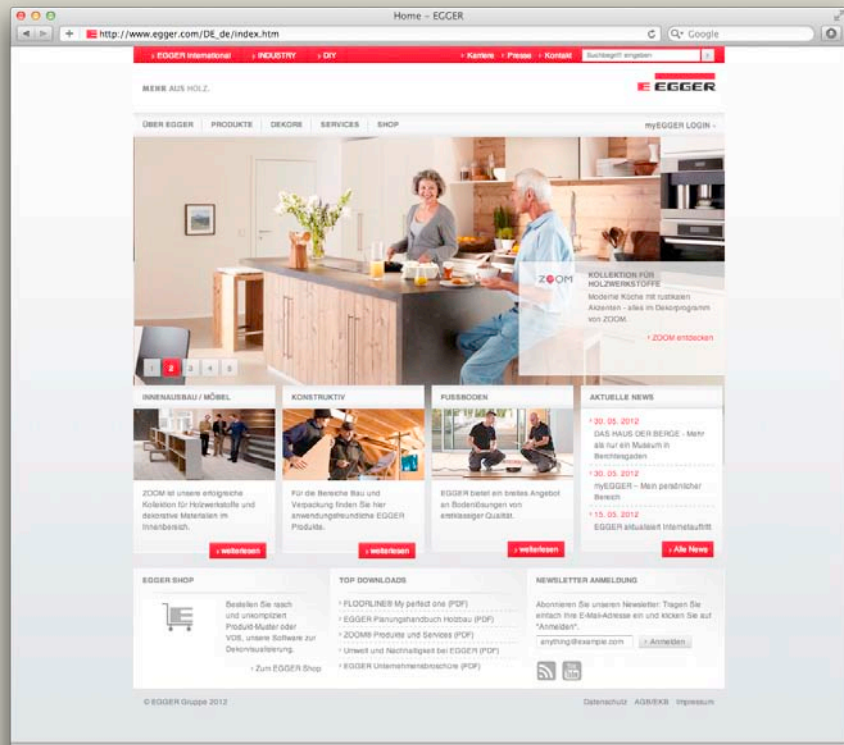 Home – EGGER
http://www.egger.com/DE_de/index.htm
Google
› EGGER International › INDUSTRY › DIY › Karriere › Presse › Kontakt Suchbegriff eingeben
MEHR AUS HOLZ.
EGGER
ÜBER EGGER PRODUKTE DEKORE SERVICES SHOP myEGGER LOGIN
ZOOM
KOLLEKTION FÜR
HOLZWERKSTOFFE
Moderne Küche mit rustikalen
Akzenten - alles im Dekorprogramm
von ZOOM.
› ZOOM entdecken
1 2 3 4 5
INNENAUSBAU / MÖBEL
ZOOM ist unsere erfolgreiche
Kollektion für Holzwerkstoffe und
dekorative Materialien im
Innenbereich.
› weiterlesen
KONSTRUKTIV
Für die Bereiche Bau und
Verpackung finden Sie hier
anwendungsfreundliche EGGER
Produkte.
› weiterlesen
FUSSBODEN
EGGER bietet ein breites Angebot
an Bodenlösungen von
erstklassiger Qualität.
› weiterlesen
AKTUELLE NEWS
› 30. 05. 2012
DAS HAUS DER BERGE - Mehr
als nur ein Museum in
Berchtesgaden
› 30. 05. 2012
myEGGER – Mein persönlicher
Bereich
› 15. 05. 2012
EGGER aktualisiert Internetauftritt
› Alle News
EGGER SHOP
Bestellen Sie rasch
und unkompliziert
Produkt-Muster oder
VDS, unsere Software zur
Dekorvisualisierung.
› Zum EGGER Shop
TOP DOWNLOADS
› FLOORLINE® My perfect one (PDF)
› EGGER Planungshandbuch Holzbau (PDF)
› ZOOM® Produkte und Services (PDF)
› Umwelt und Nachhaltigkeit bei EGGER (PDF)
› EGGER Unternehmensbroschüre (PDF)
NEWSLETTER ANMELDUNG
Abonnieren Sie unseren Newsletter: Tragen Sie
einfach Ihre E-Mail-Adresse ein und klicken Sie auf
"Anmelden".
anything@example.com › Anmelden
You
Tube
© EGGER Gruppe 2012 Datenschutz AGB/EKB Impressum